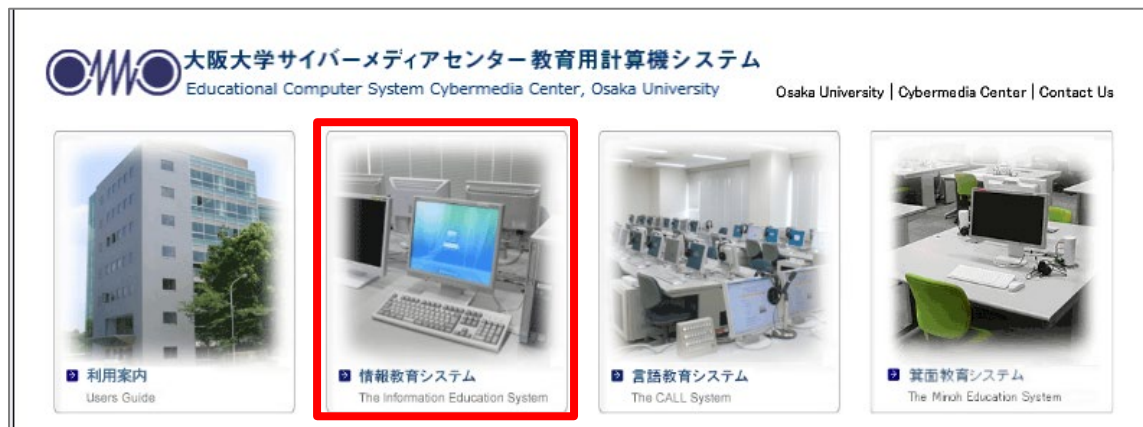 大阪大学サイバーメディアセンター教育用計算機システム
Educational Computer System Cybermedia Center, Osaka University
Osaka University | Cybermedia Center | Contact Us
利用案内
Users Guide
情報教育システム
The Information Education System
言語教育システム
The CALL System
箕面教育システム
The Minoh Education System